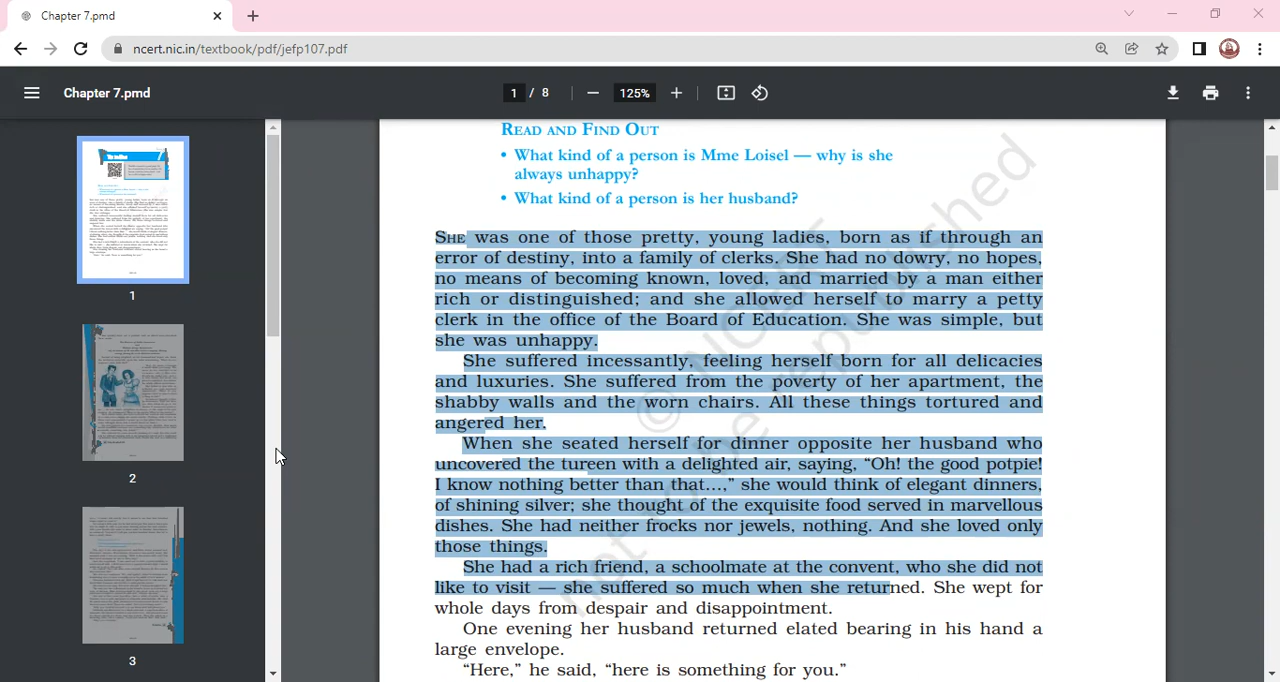 Chapter 7.pmd
ncert.nic.in/textbook/pdf/jefp107.pdf
Chapter 7.pmd
1 / 8
125%
READ AND FIND OUT
• What kind of a person is Mme Loisel — why is she
always unhappy?
• What kind of a person is her husband?
SHE was one of those pretty, young ladies, born as if through an
error of destiny, into a family of clerks. She had no dowry, no hopes,
no means of becoming known, loved, and married by a man either
rich or distinguished; and she allowed herself to marry a petty
clerk in the office of the Board of Education. She was simple, but
she was unhappy.
She suffered incessantly, feeling herself born for all delicacies
and luxuries. She suffered from the poverty of her apartment, the
shabby walls and the worn chairs. All these things tortured and
angered her.
When she seated herself for dinner opposite her husband who
uncovered the tureen with a delighted air, saying, “Oh! the good potpie!
I know nothing better than that…,” she would think of elegant dinners,
of shining silver; she thought of the exquisite food served in marvellous
dishes. She had neither frocks nor jewels, nothing. And she loved only
those things.
She had a rich friend, a schoolmate at the convent, who she did not
like to visit — she suffered so much when she returned. She wept for
whole days from despair and disappointment.
One evening her husband returned elated bearing in his hand a
large envelope.
“Here,” he said, “here is something for you.”
1
2
3